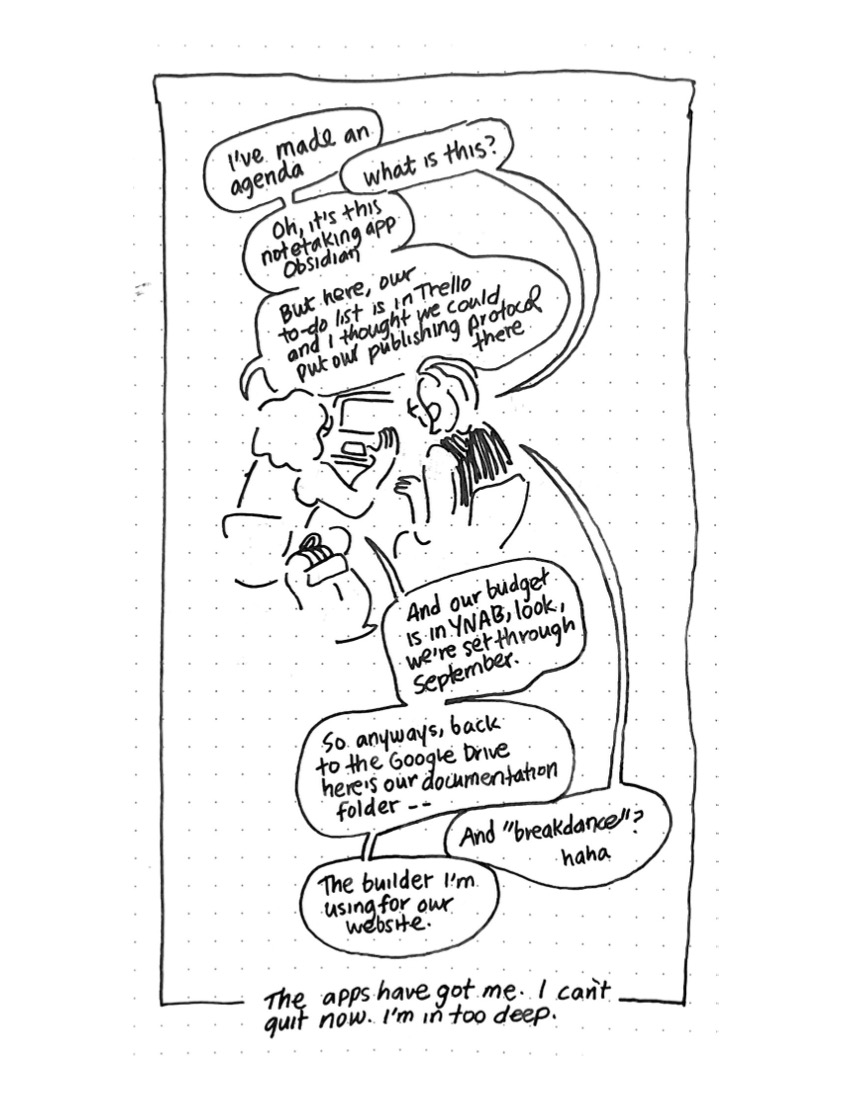 I've made an
agenda
what is this?
Oh, it's this
notetaking app
Obsidian
But here, our
to-do list is in Trello
and I thought we could
put our publishing protocol
there
And our budget
is in YNAB, look,
we're set through
September.
So anyways, back
to the Google Drive
here's our documentation
folder --
And "breakdance"?
haha
The builder I'm
using for our
website.
The apps have got me. I can't
quit now. I'm in too deep.